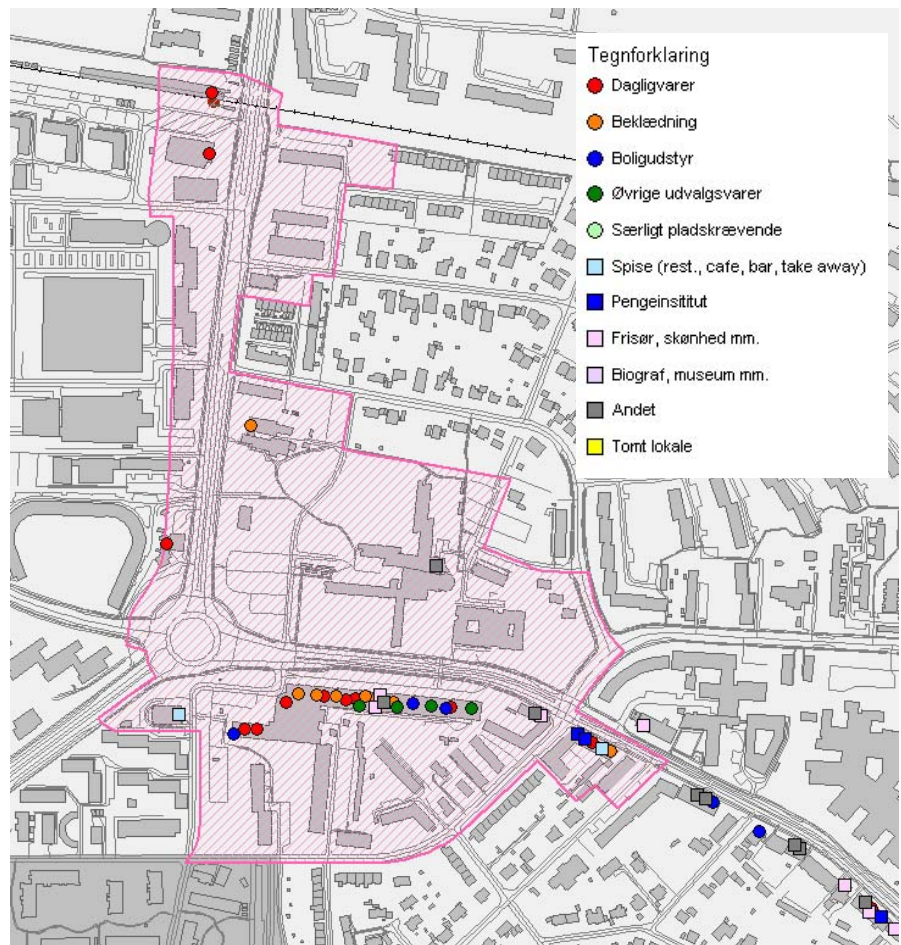 Tegnforklaring
Dagligvarer
Beklædning
Boligudstyr
Øvrige udvalgsvarer
Særligt pladskrævende
Spise (rest., cafe, bar, take away)
Pengeinsititut
Frisør, skønhed mm.
Biograf, museum mm.
Andet
Tomt lokale